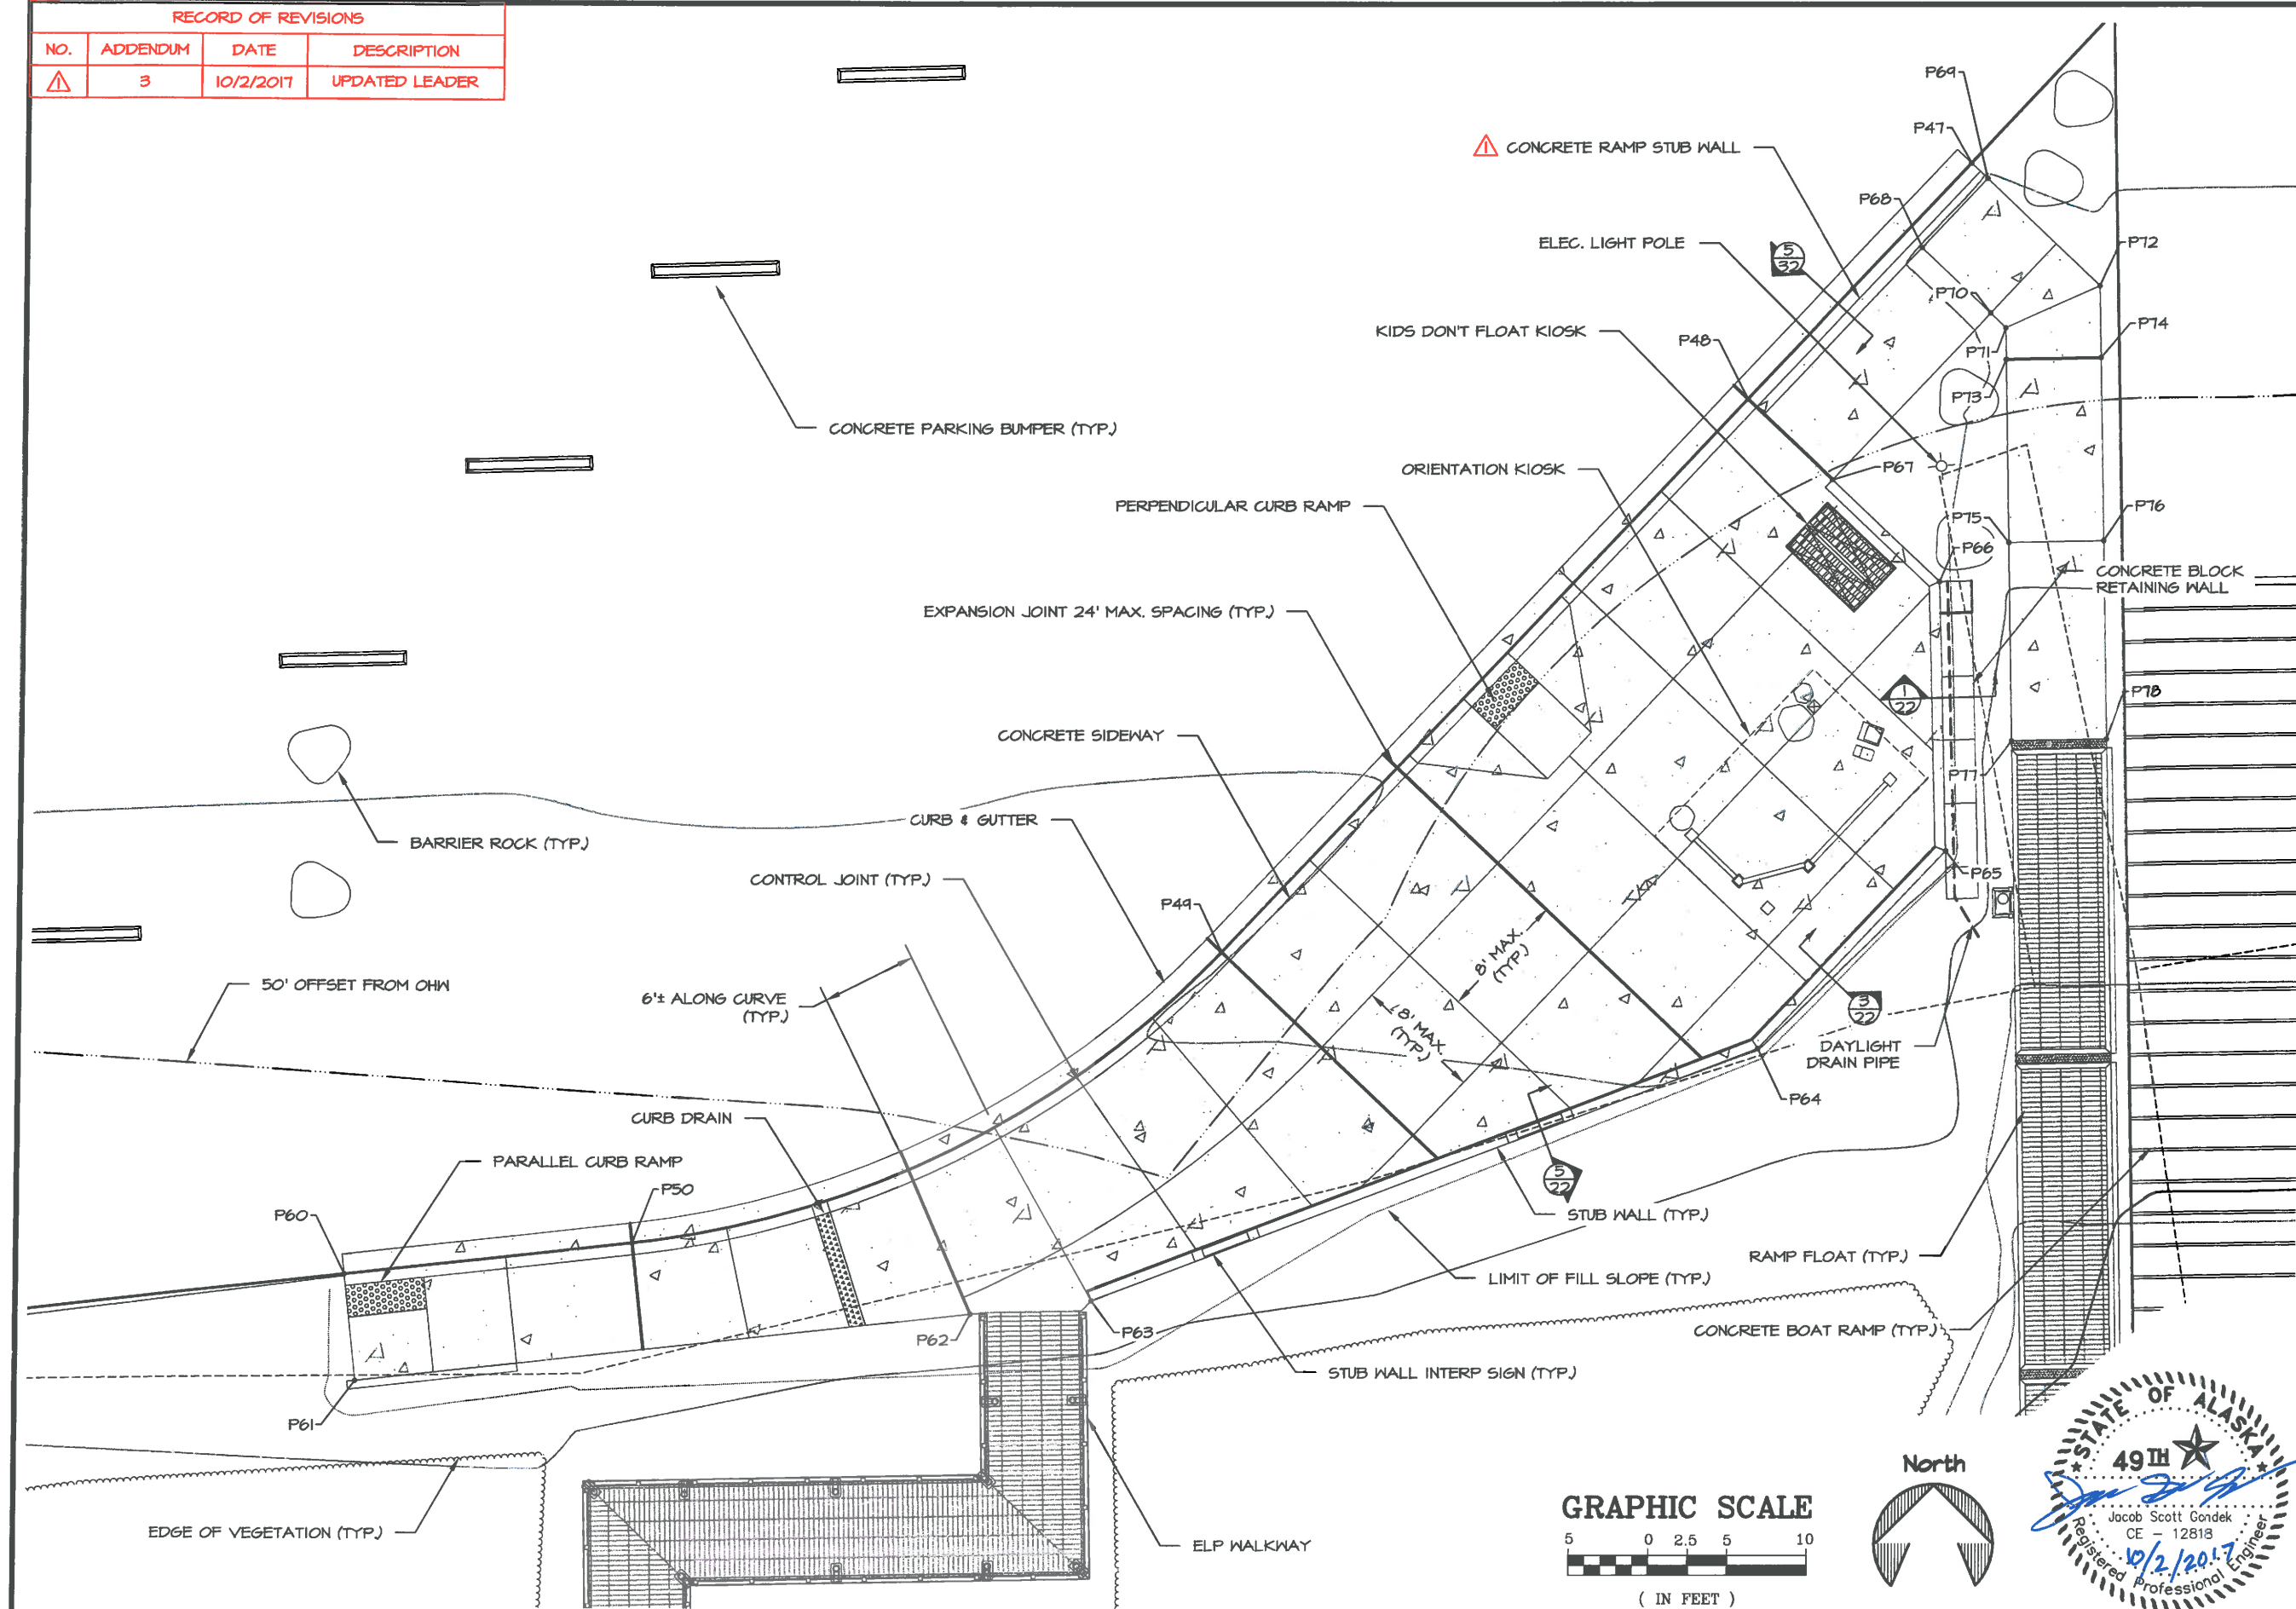 RECORD OF REVISIONS
NO. ADDENDUM DATE DESCRIPTION
1 3 10/2/2017 UPDATED LEADER
P69
P47
1 CONCRETE RAMP STUB WALL
P68
ELEC. LIGHT POLE
5
32
P72
P70
P74
KIDS DON'T FLOAT KIOSK
P48
P71
P73
CONCRETE PARKING BUMPER (TYP.)
ORIENTATION KIOSK
P67
PERPENDICULAR CURB RAMP
P75
P76
P66
CONCRETE BLOCK
RETAINING WALL
EXPANSION JOINT 24' MAX. SPACING (TYP.)
1
22
P78
CONCRETE SIDEWAY
P77
CURB & GUTTER
BARRIER ROCK (TYP.)
CONTROL JOINT (TYP.)
P65
P49
8' MAX.
(TYP.)
50' OFFSET FROM OHW
6'± ALONG CURVE
(TYP.)
3
22
8' MAX.
(TYP.)
DAYLIGHT
DRAIN PIPE
P64
CURB DRAIN
PARALLEL CURB RAMP
P50
5
22
P60
STUB WALL (TYP.)
RAMP FLOAT (TYP.)
LIMIT OF FILL SLOPE (TYP.)
P62
P63
CONCRETE BOAT RAMP (TYP.)
STUB WALL INTERP SIGN (TYP.)
P61
EDGE OF VEGETATION (TYP.)
ELP WALKWAY
GRAPHIC SCALE
5 0 2.5 5 10
( IN FEET )
North
STATE OF ALASKA
49TH
Jacob Scott Gondek
CE - 12818
10/2/2017
Registered Professional Engineer